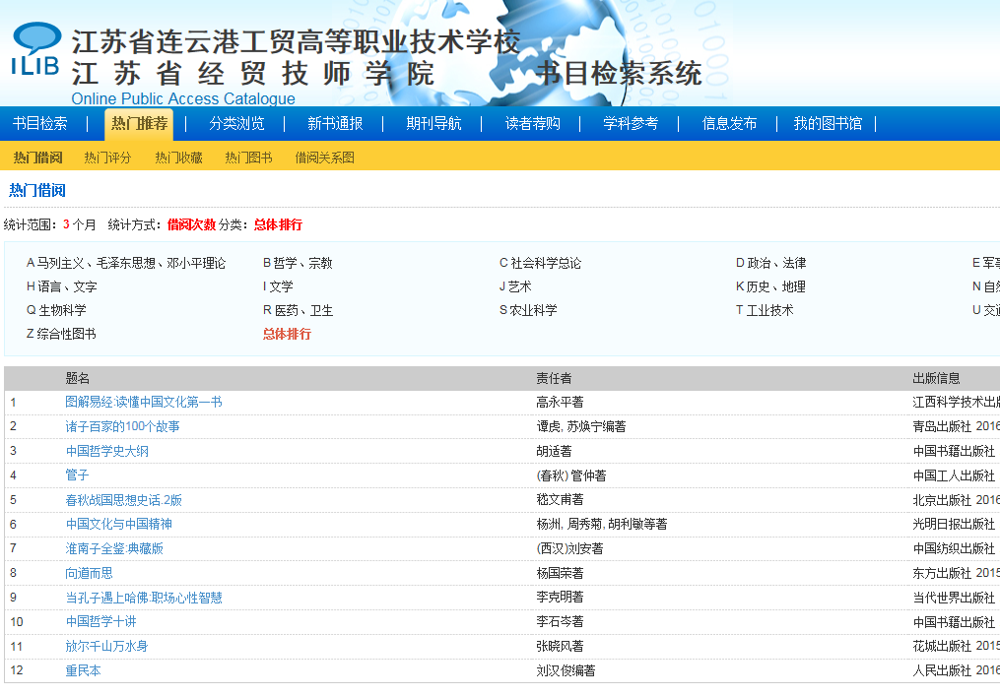 iLIB
江苏省连云港工贸高等职业技术学校
江苏省经贸技师学院 书目检索系统
Online Public Access Catalogue
书目检索 | 热门推荐 | 分类浏览 | 新书通报 | 期刊导航 | 读者荐购 | 学科参考 | 信息发布 | 我的图书馆 |
热门借阅 热门评分 热门收藏 热门图书 借阅关系图
热门借阅
统计范围：3 个月 统计方式：借阅次数 分类：总体排行
A 马列主义、毛泽东思想、邓小平理论 B 哲学、宗教 C 社会科学总论 D 政治、法律 E 军事
H 语言、文字 I 文学 J 艺术 K 历史、地理 N 自然
Q 生物科学 R 医药、卫生 S 农业科学 T 工业技术 U 交通
Z 综合性图书 总体排行
题名 责任者 出版信息
1 图解易经:读懂中国文化第一书 高永平著 江西科学技术出版
2 诸子百家的100个故事 谭虎, 苏焕宁编著 青岛出版社 2016
3 中国哲学史大纲 胡适著 中国书籍出版社
4 管子 (春秋) 管仲著 中国工人出版社
5 春秋战国思想史话.2版 嵇文甫著 北京出版社 2016
6 中国文化与中国精神 杨洲, 周秀菊, 胡利敏等著 光明日报出版社
7 淮南子全鉴:典藏版 (西汉)刘安著 中国纺织出版社
8 向道而思 杨国荣著 东方出版社 2015
9 当孔子遇上哈佛:职场心性智慧 李克明著 当代世界出版社
10 中国哲学十讲 李石岑著 中国书籍出版社
11 放尔千山万水身 张晓风著 花城出版社 2015
12 重民本 刘汉俊编著 人民出版社 2016